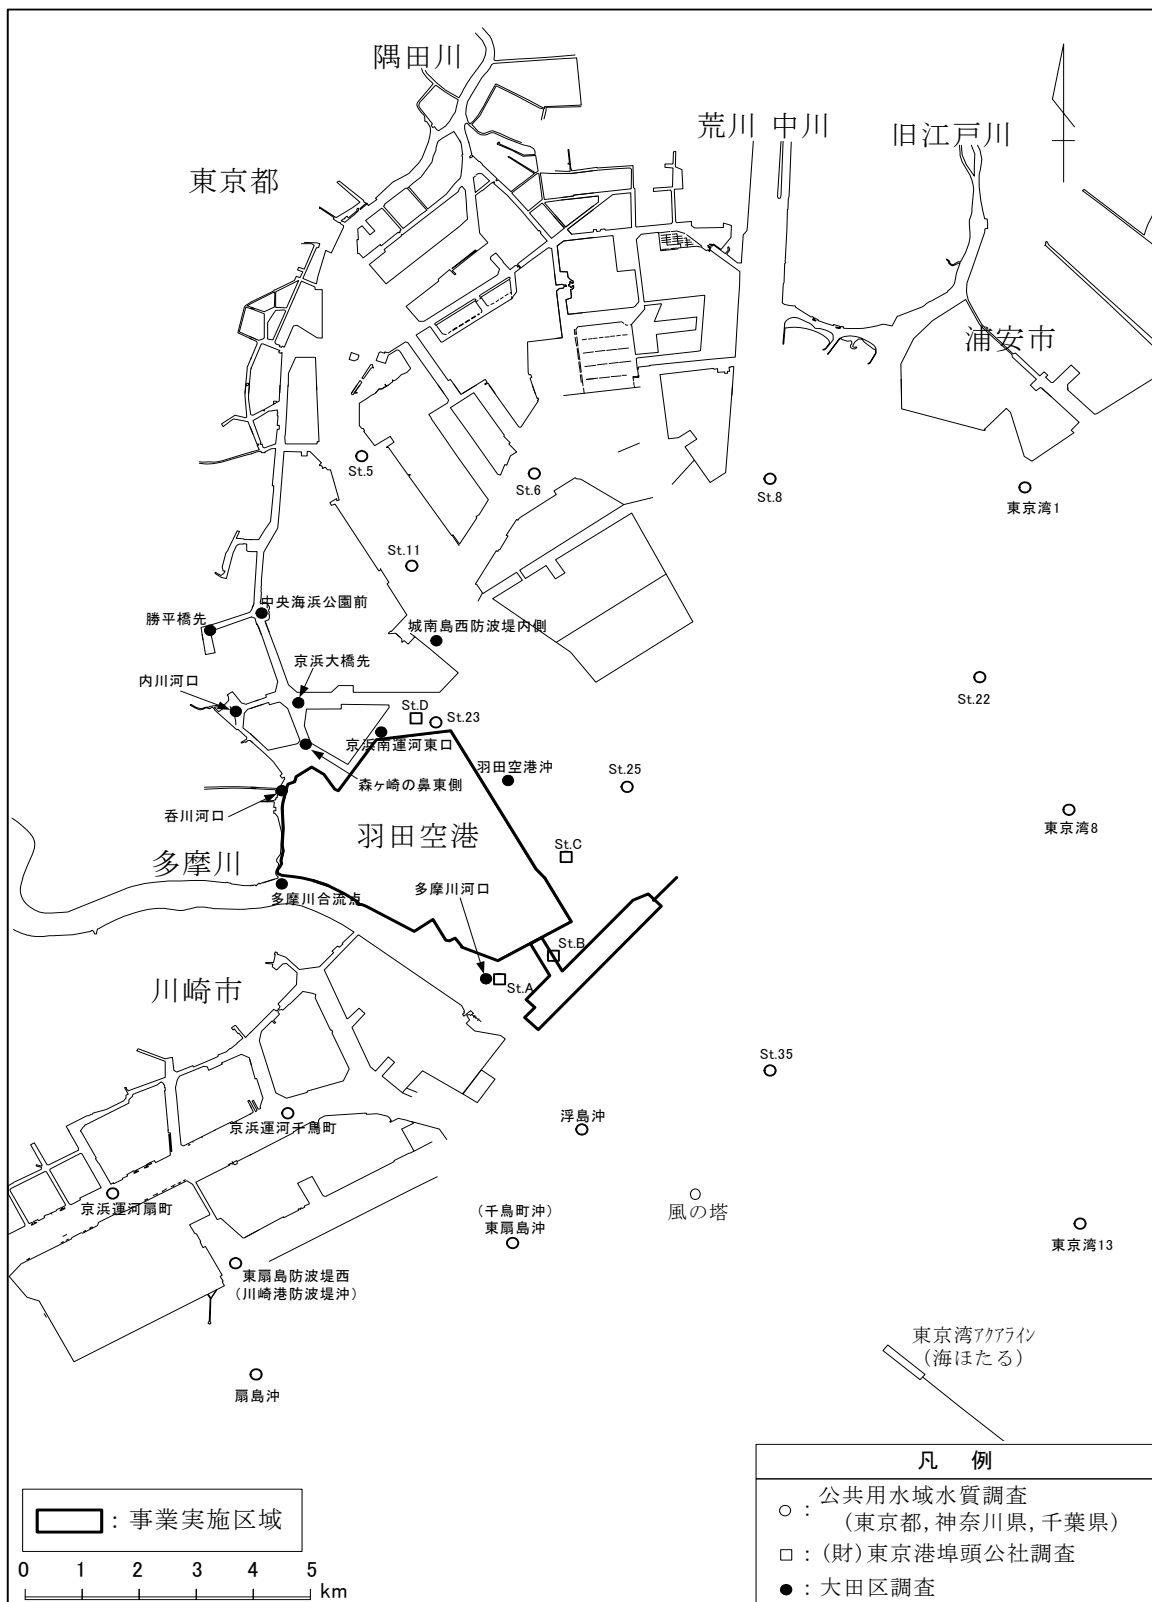 隅田川
荒川 中川
旧江戸川
東京都
浦安市
St.5
St.6
St.8
東京湾1
St.11
中央海浜公園前
勝平橋先
城南島西防波堤内側
京浜大橋先
内川河口
St.22
St.D
St.23
京浜南運河東口
羽田空港沖
St.25
森ヶ崎の鼻東側
呑川河口
東京湾8
羽田空港
St.C
多摩川
多摩川河口
多摩川合流点
St.B
St.A
川崎市
St.35
京浜運河千鳥町
浮島沖
京浜運河扇町
(千鳥町沖)
東扇島沖
風の塔
東京湾13
東扇島防波堤西
(川崎港防波堤沖)
東京湾アクアライン
(海ほたる)
扇島沖
凡 例
○ : 公共用水域水質調査
(東京都,神奈川県,千葉県)
□ : (財)東京港埠頭公社調査
● : 大田区調査
: 事業実施区域
0 1 2 3 4 5
km